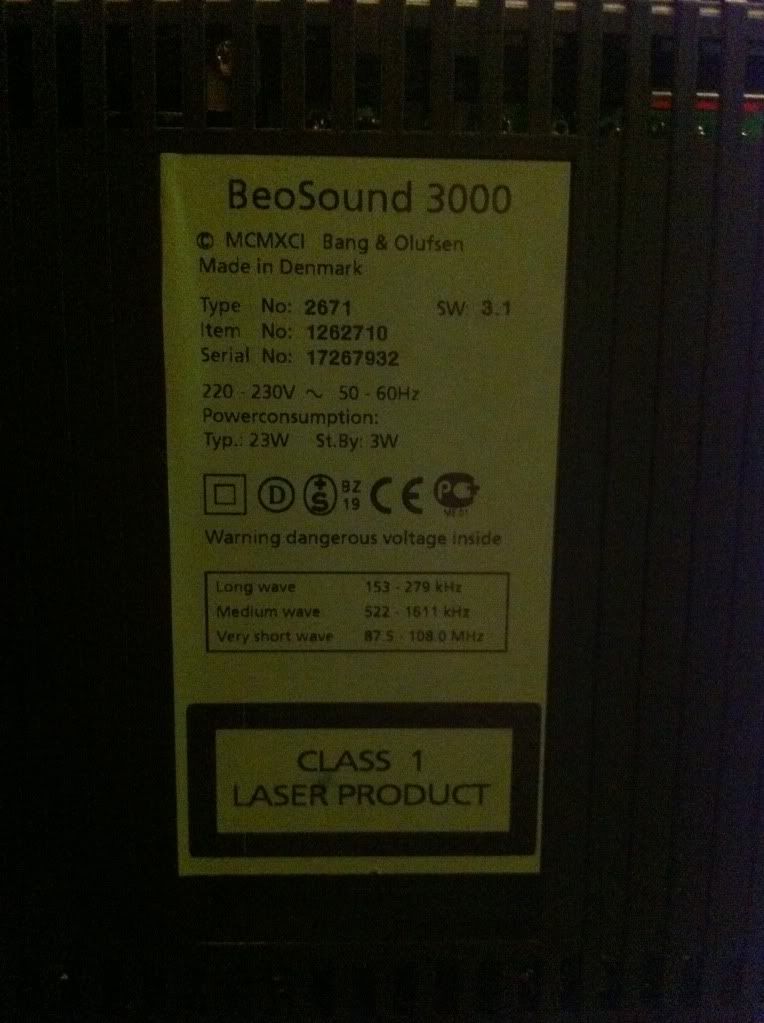 BeoSound 3000
© MCMXCI Bang & Olufsen
Made in Denmark
Type No: 2671 SW: 3.1
Item No: 1262710
Serial No: 17267932
220 - 230V ~ 50 - 60Hz
Powerconsumption:
Typ.: 23W St.By: 3W
D S BZ 19 CE PC
Warning dangerous voltage inside
Long wave 153 - 279 kHz
Medium wave 522 - 1611 kHz
Very short wave 87.5 - 108.0 MHz
CLASS 1
LASER PRODUCT